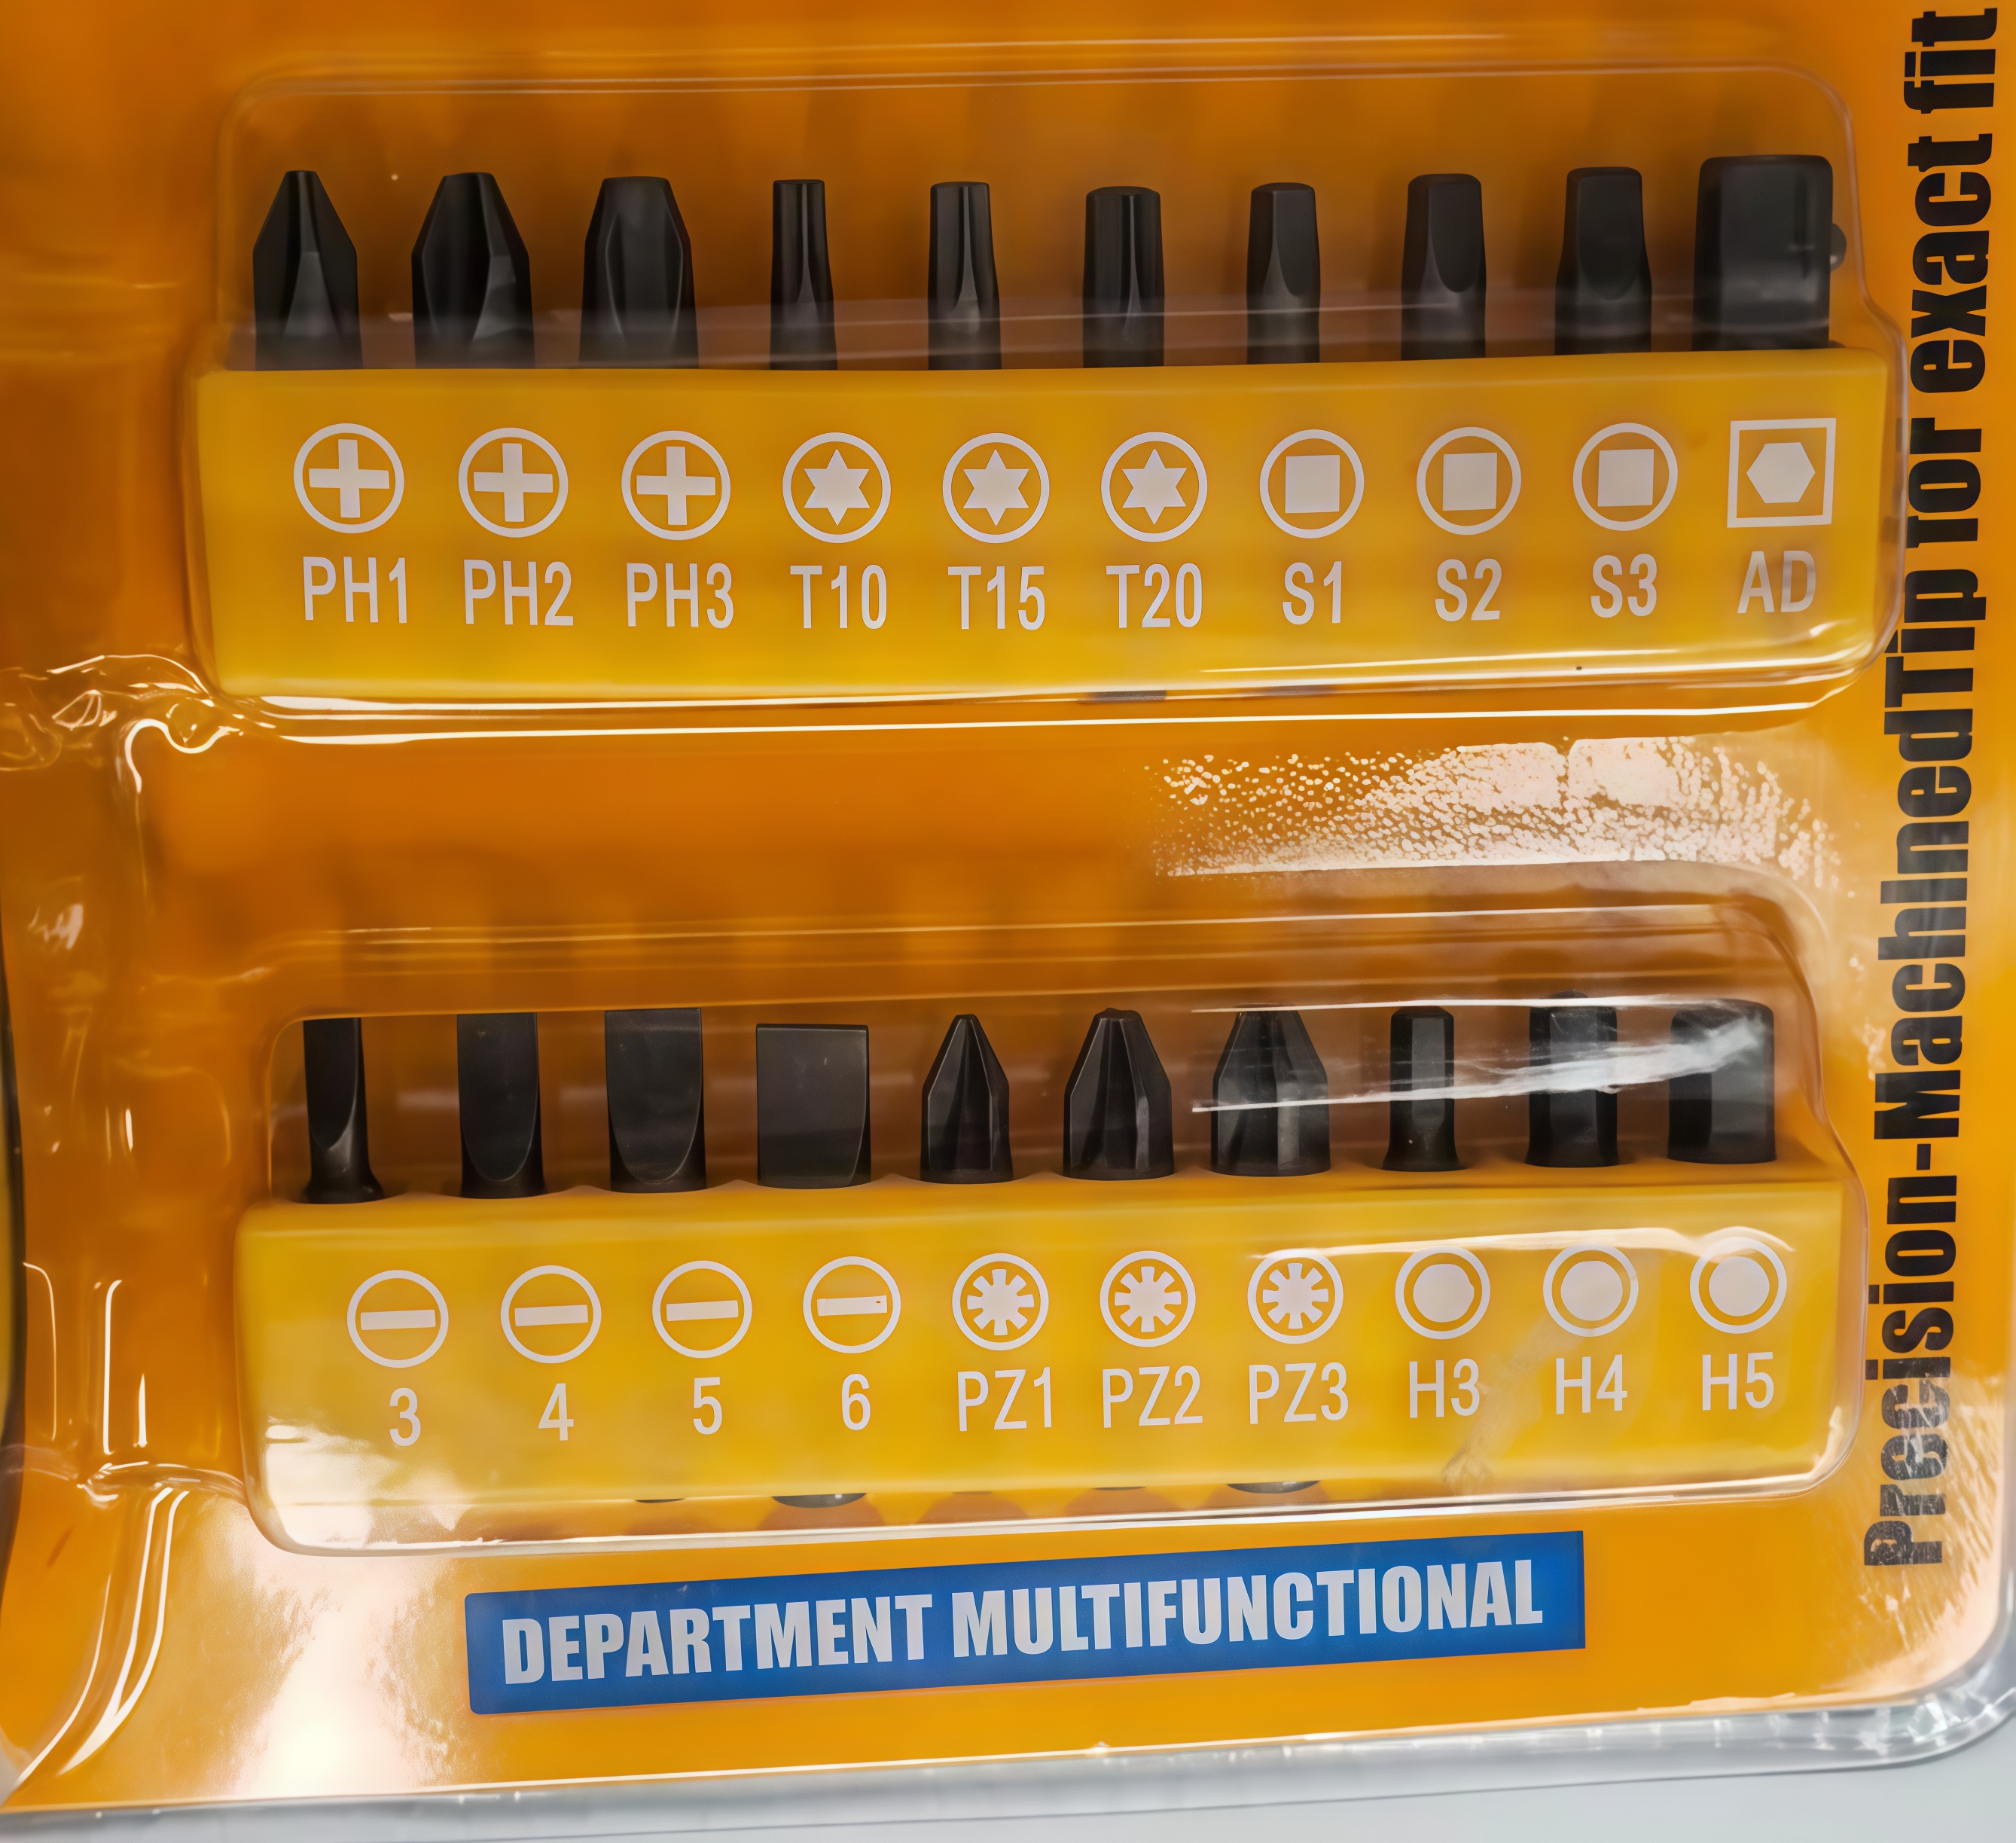 PH1 PH2 PH3 T10 T15 T20 S1 S2 S3 AD
3 4 5 6 PZ1 PZ2 PZ3 H3 H4 H5
DEPARTMENT MULTIFUNCTIONAL
Precision-MachinedTip for exact fit